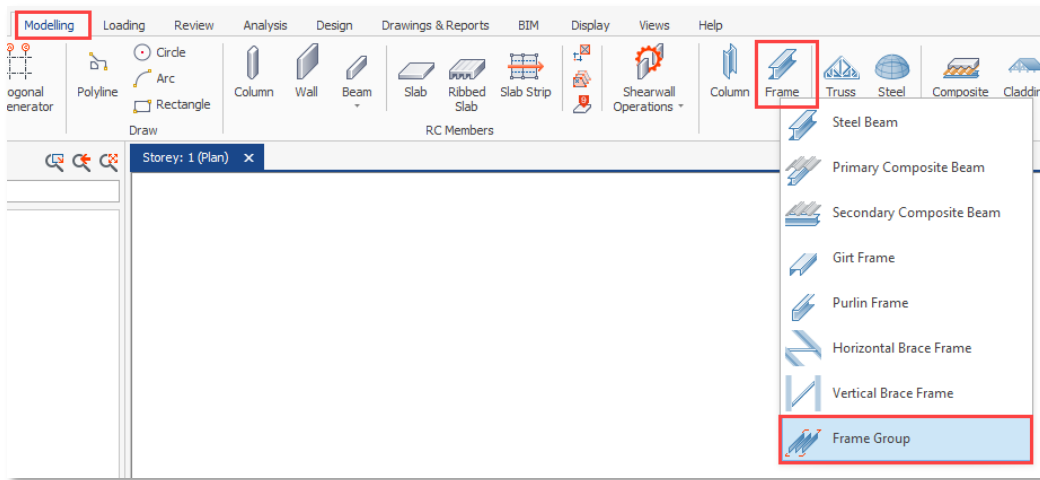 Modelling Loading Review Analysis Design Drawings & Reports BIM Display Views Help
ogonal
enerator
Polyline
Circle
Arc
Rectangle
Draw
Column
Wall
Beam
Slab
Ribbed
Slab
Slab Strip
Shearwall
Operations
RC Members
Column
Frame
Truss
Steel
Composite
Claddin
Storey: 1 (Plan)
Steel Beam
Primary Composite Beam
Secondary Composite Beam
Girt Frame
Purlin Frame
Horizontal Brace Frame
Vertical Brace Frame
Frame Group